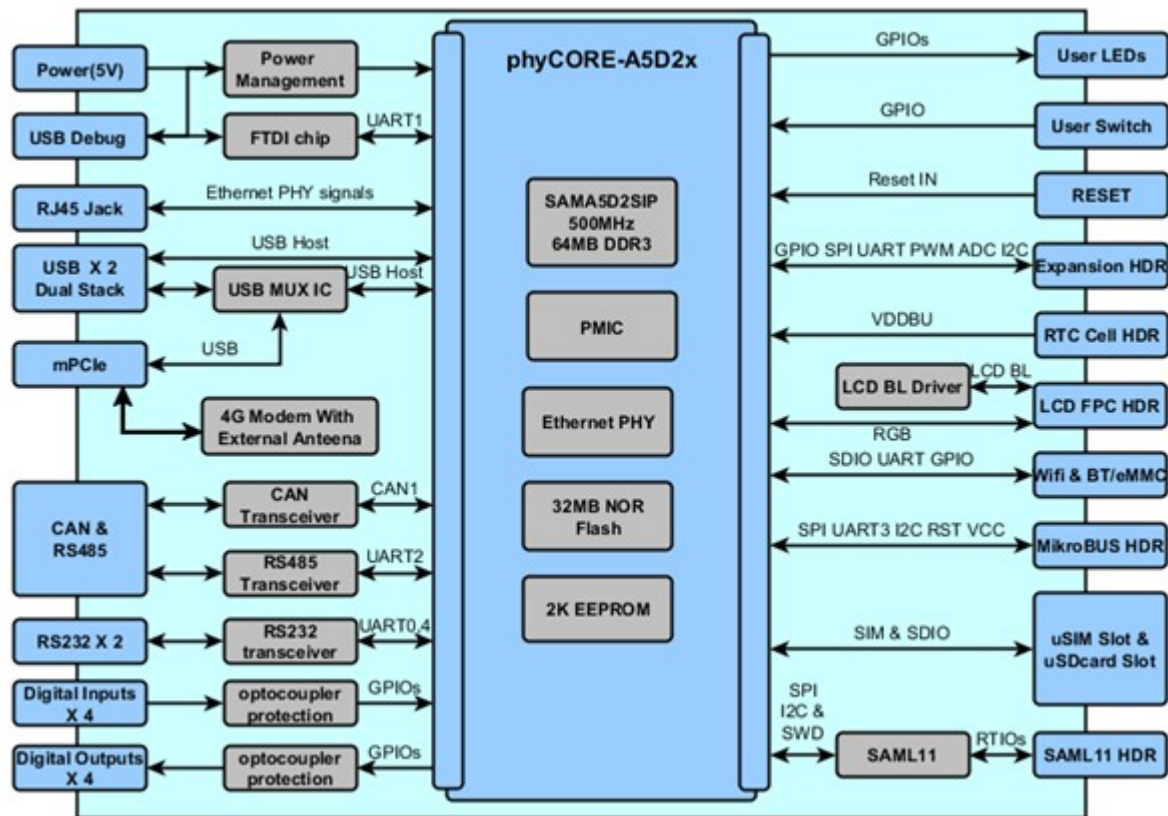 phyCORE-A5D2x
Power(5V)
Power
Management
USB Debug
FTDI chip
UART1
RJ45 Jack
Ethernet PHY signals
USB X 2
Dual Stack
USB Host
USB MUX IC
USB Host
mPCIe
USB
4G Modem With
External Anteena
CAN &
RS485
CAN
Transceiver
CAN1
RS485
Transceiver
UART2
RS232 X 2
RS232
transceiver
UART0,4
Digital Inputs
X 4
optocoupler
protection
GPIOs
Digital Outputs
X 4
optocoupler
protection
GPIOs
SAMA5D2SIP
500MHz
64MB DDR3
PMIC
Ethernet PHY
32MB NOR
Flash
2K EEPROM
GPIOs
User LEDs
GPIO
User Switch
Reset IN
RESET
GPIO SPI UART PWM ADC I2C
Expansion HDR
VDDBU
RTC Cell HDR
LCD BL Driver
LCD BL
LCD FPC HDR
RGB
SDIO UART GPIO
Wifi & BT/eMMC
SPI UART3 I2C RST VCC
MikroBUS HDR
SIM & SDIO
uSIM Slot &
uSDcard Slot
SPI
I2C &
SWD
SAML11
RTIOs
SAML11 HDR